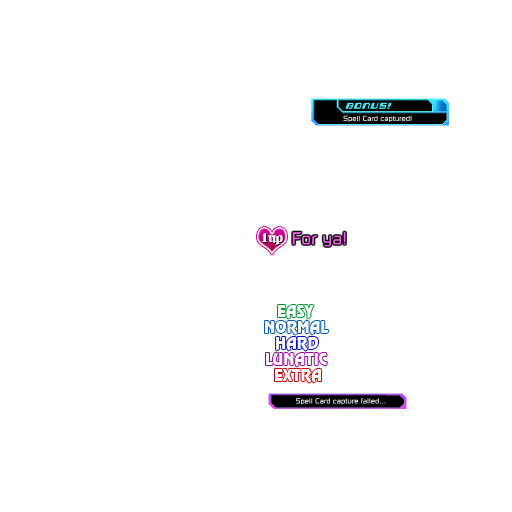 BONUS!
Spell Card captured!
1up For ya!
EASY
NORMAL
HARD
LUNATIC
EXTRA
Spell Card capture failed...